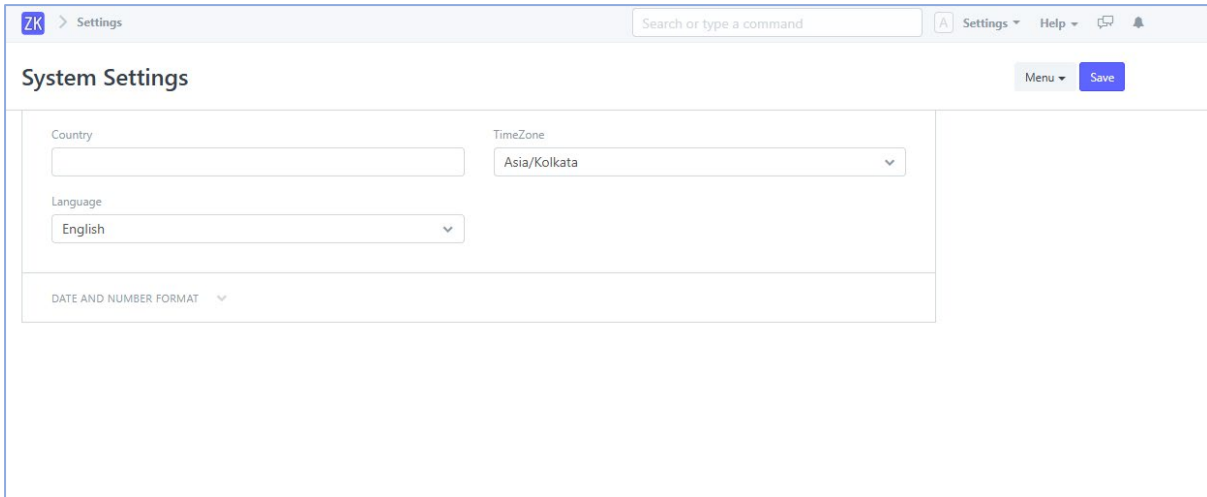 ZK > Settings Search or type a command A Settings Help
System Settings Menu Save
Country TimeZone
Asia/Kolkata
Language
English
DATE AND NUMBER FORMAT